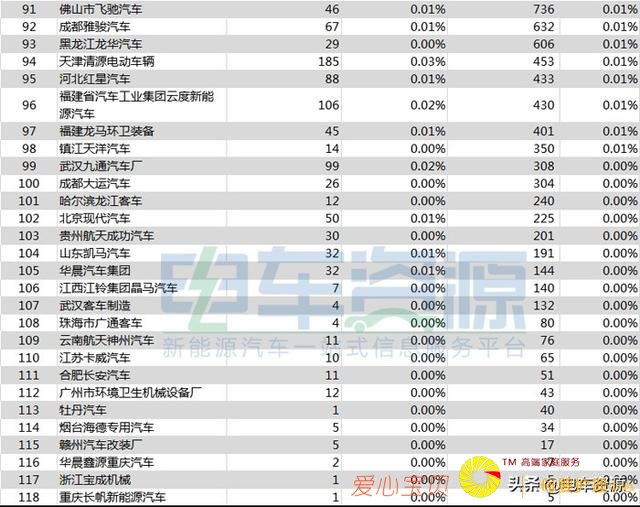 91 佛山市飞驰汽车 46 0.01% 736 0.01%
92 成都雅骏汽车 67 0.01% 632 0.01%
93 黑龙江龙华汽车 29 0.00% 606 0.01%
94 天津清源电动车辆 185 0.03% 453 0.01%
95 河北红星汽车 88 0.01% 433 0.01%
96 福建省汽车工业集团云度新能 106 0.02% 430 0.01%
源汽车
97 福建龙马环卫装备 45 0.01% 401 0.01%
98 镇江天洋汽车 14 0.00% 350 0.01%
99 武汉九通汽车厂 99 0.02% 308 0.00%
100 成都大运汽车 26 0.00% 304 0.00%
101 哈尔滨龙江客车 12 0.00% 240 0.00%
102 北京现代汽车 50 0.01% 225 0.00%
103 贵州航天成功汽车 30 0.00% 201 0.00%
104 山东凯马汽车 32 0.01% 191 0.00%
105 华晨汽车集团 32 0.01% 144 0.00%
106 江西江铃集团晶马汽车 7 0.00% 140 0.00%
107 武汉客车制造 4 0.00% 132 0.00%
108 珠海市广通客车 4 0.00% 80 0.00%
109 云南航天神州汽车 11 0.00% 76 0.00%
110 江苏卡威汽车 10 0.00% 65 0.00%
111 合肥长安汽车 11 0.00% 51 0.00%
112 广州市环境卫生机械设备厂 12 0.00% 43 0.00%
113 牡丹汽车 1 0.00% 40 0.00%
114 烟台海德专用汽车 5 0.00% 34 0.00%
115 赣州汽车改装厂 5 0.00% 17 0.00%
116 华晨鑫源重庆汽车 2 0.00% 7 0.00%
117 浙江宝成机械 1 0.00% 5 0.00%
118 重庆长帆新能源汽车 1 0.00% 5 0.00%
电车资源
新能源汽车一站式信息服务平台
爱心宝贝
TM 高端家庭服务
头条 @电车资源